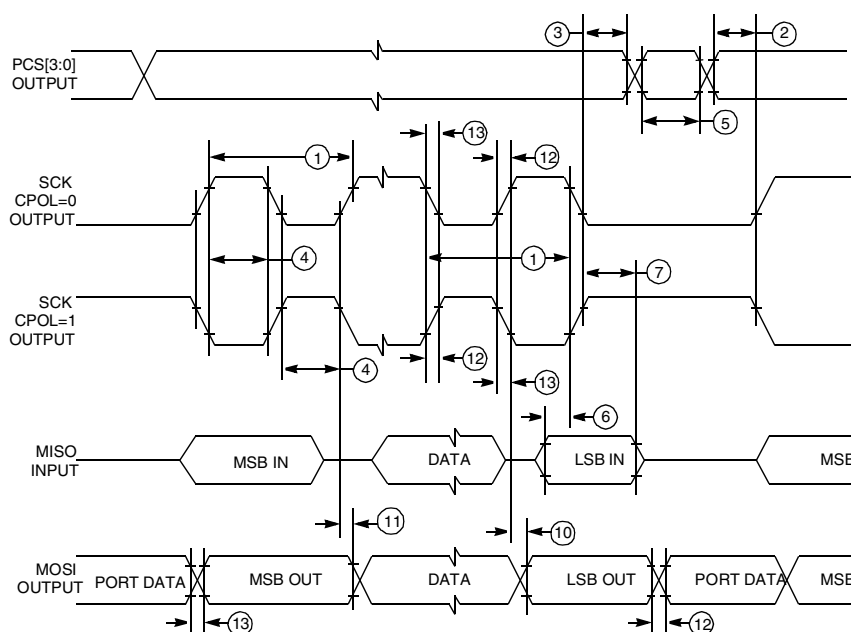 3
2
PCS[3:0]
OUTPUT
5
13
1
12
SCK
CPOL=0
OUTPUT
4
1
7
SCK
CPOL=1
OUTPUT
4
12
13
6
MISO
INPUT
MSB IN
DATA
LSB IN
MSB
11
10
MOSI
OUTPUT
PORT DATA
MSB OUT
DATA
LSB OUT
PORT DATA
MSB
13
12